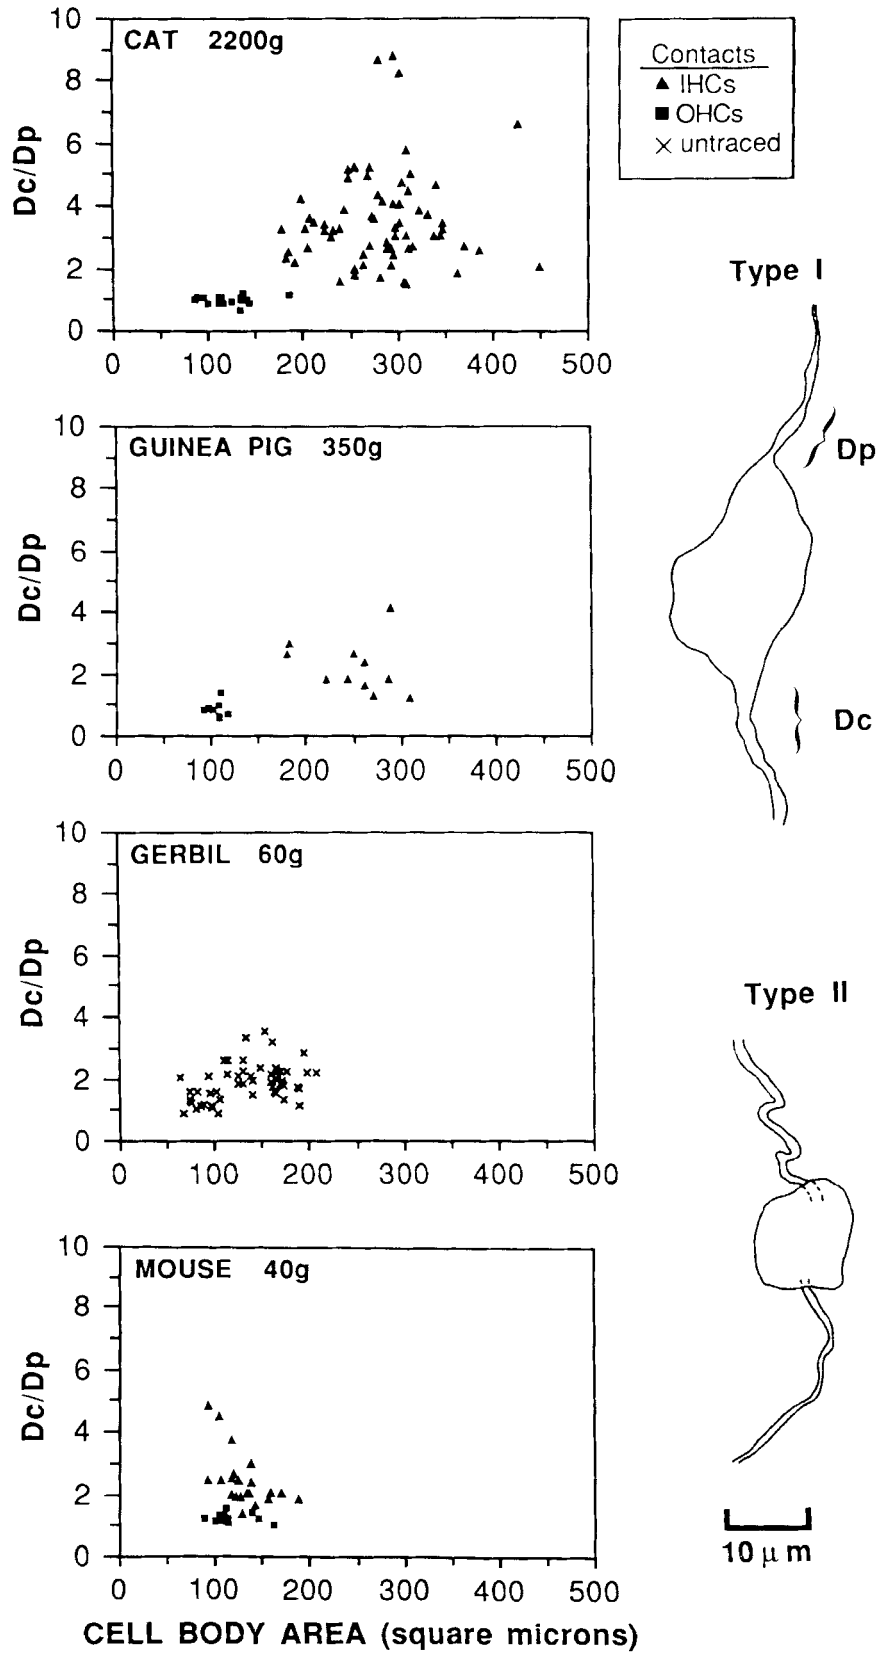 CAT 2200g
10
8
6
4
2
0
Dc/Dp
0 100 200 300 400 500
Contacts
▲ IHCs
■ OHCs
× untraced
GUINEA PIG 350g
10
8
6
4
2
0
Dc/Dp
0 100 200 300 400 500
Type I
Dp
Dc
GERBIL 60g
10
8
6
4
2
0
Dc/Dp
0 100 200 300 400 500
Type II
MOUSE 40g
10
8
6
4
2
0
Dc/Dp
0 100 200 300 400 500
CELL BODY AREA (square microns)
10 μm